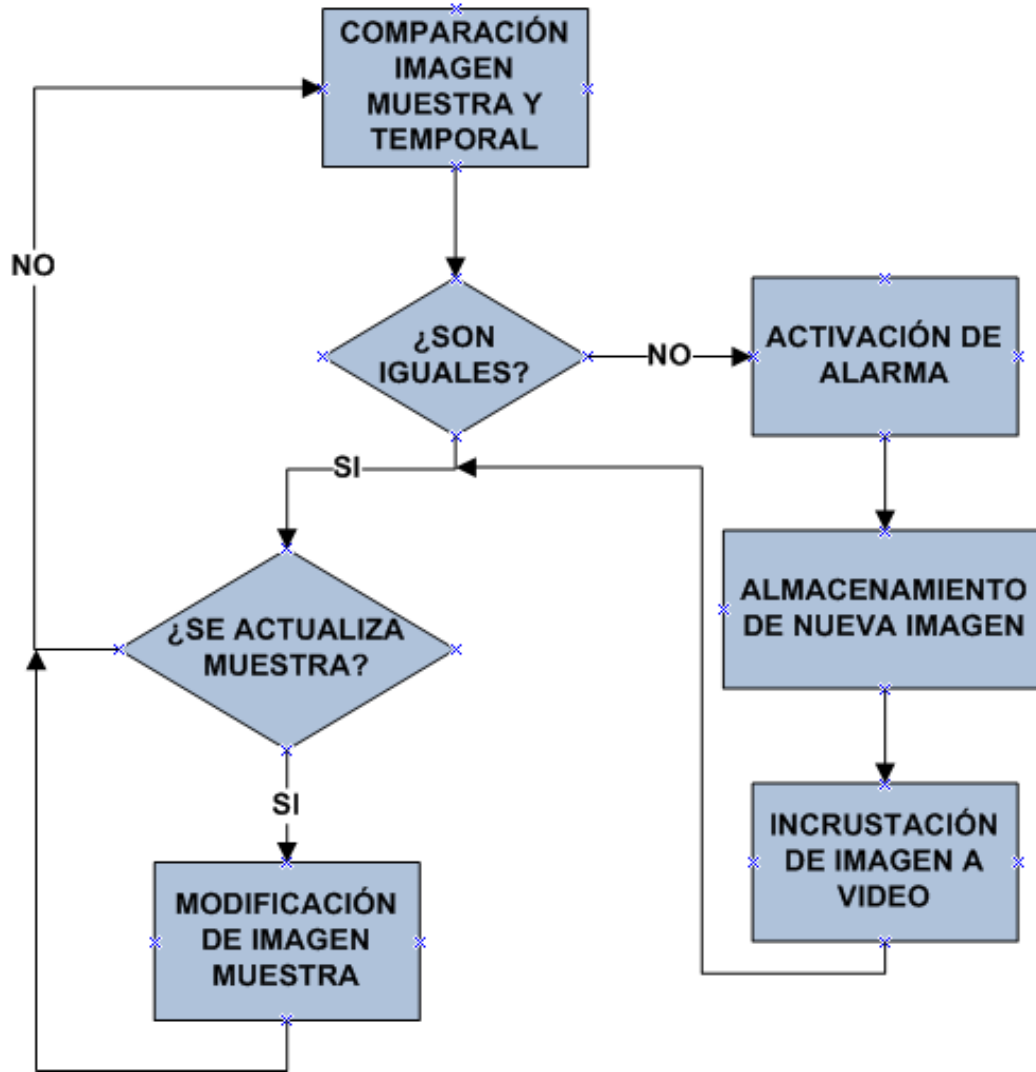 COMPARACIÓN
IMAGEN
MUESTRA Y
TEMPORAL
NO
¿SON
IGUALES?
NO
ACTIVACIÓN DE
ALARMA
SI
ALMACENAMIENTO
DE NUEVA IMAGEN
¿SE ACTUALIZA
MUESTRA?
SI
INCRUSTACIÓN
DE IMAGEN A
VIDEO
MODIFICACIÓN
DE IMAGEN
MUESTRA